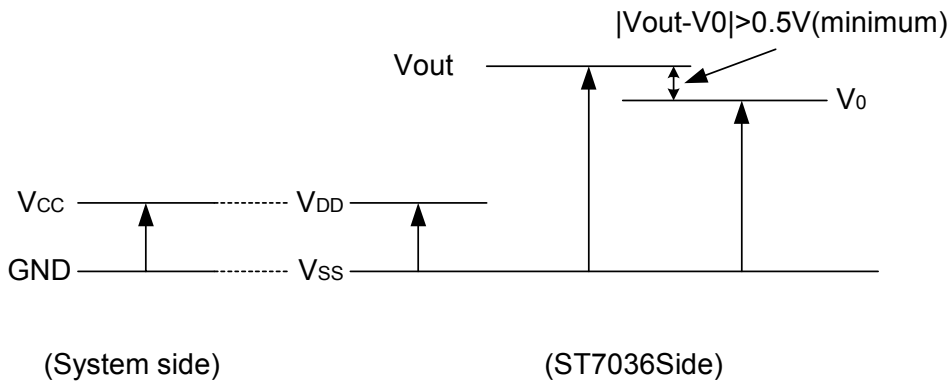 |Vout-V0|>0.5V(minimum)
Vout
V0
VCC
VDD
GND
VSS
(System side)
(ST7036Side)